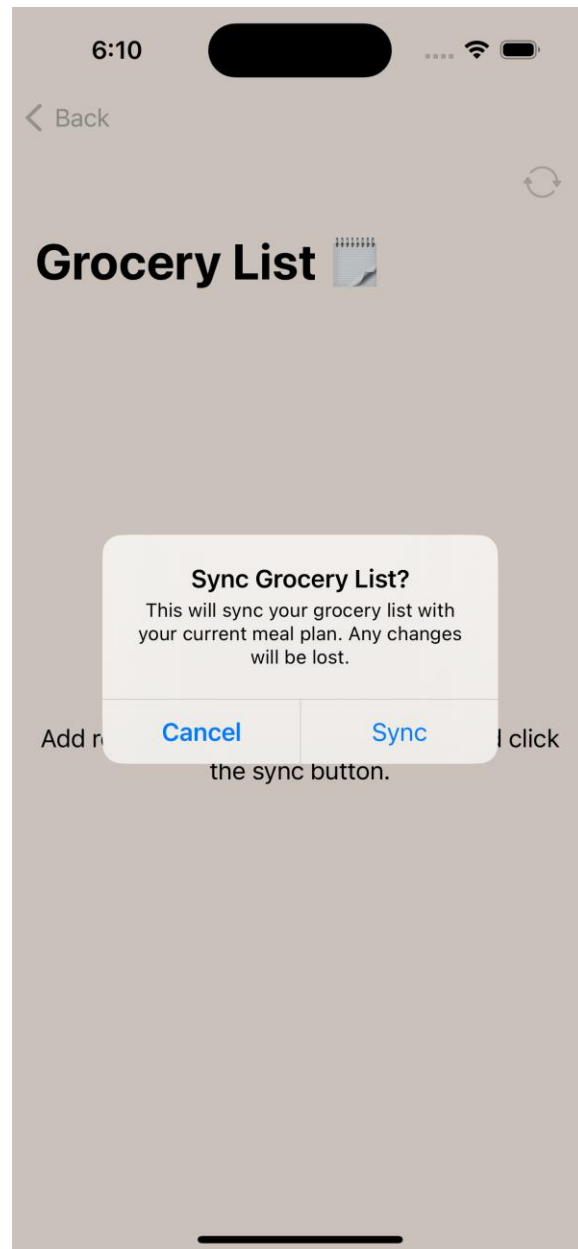 6:10
Back
Grocery List
Sync Grocery List?
This will sync your grocery list with
your current meal plan. Any changes
will be lost.
Cancel
Sync
Add
click
the sync button.